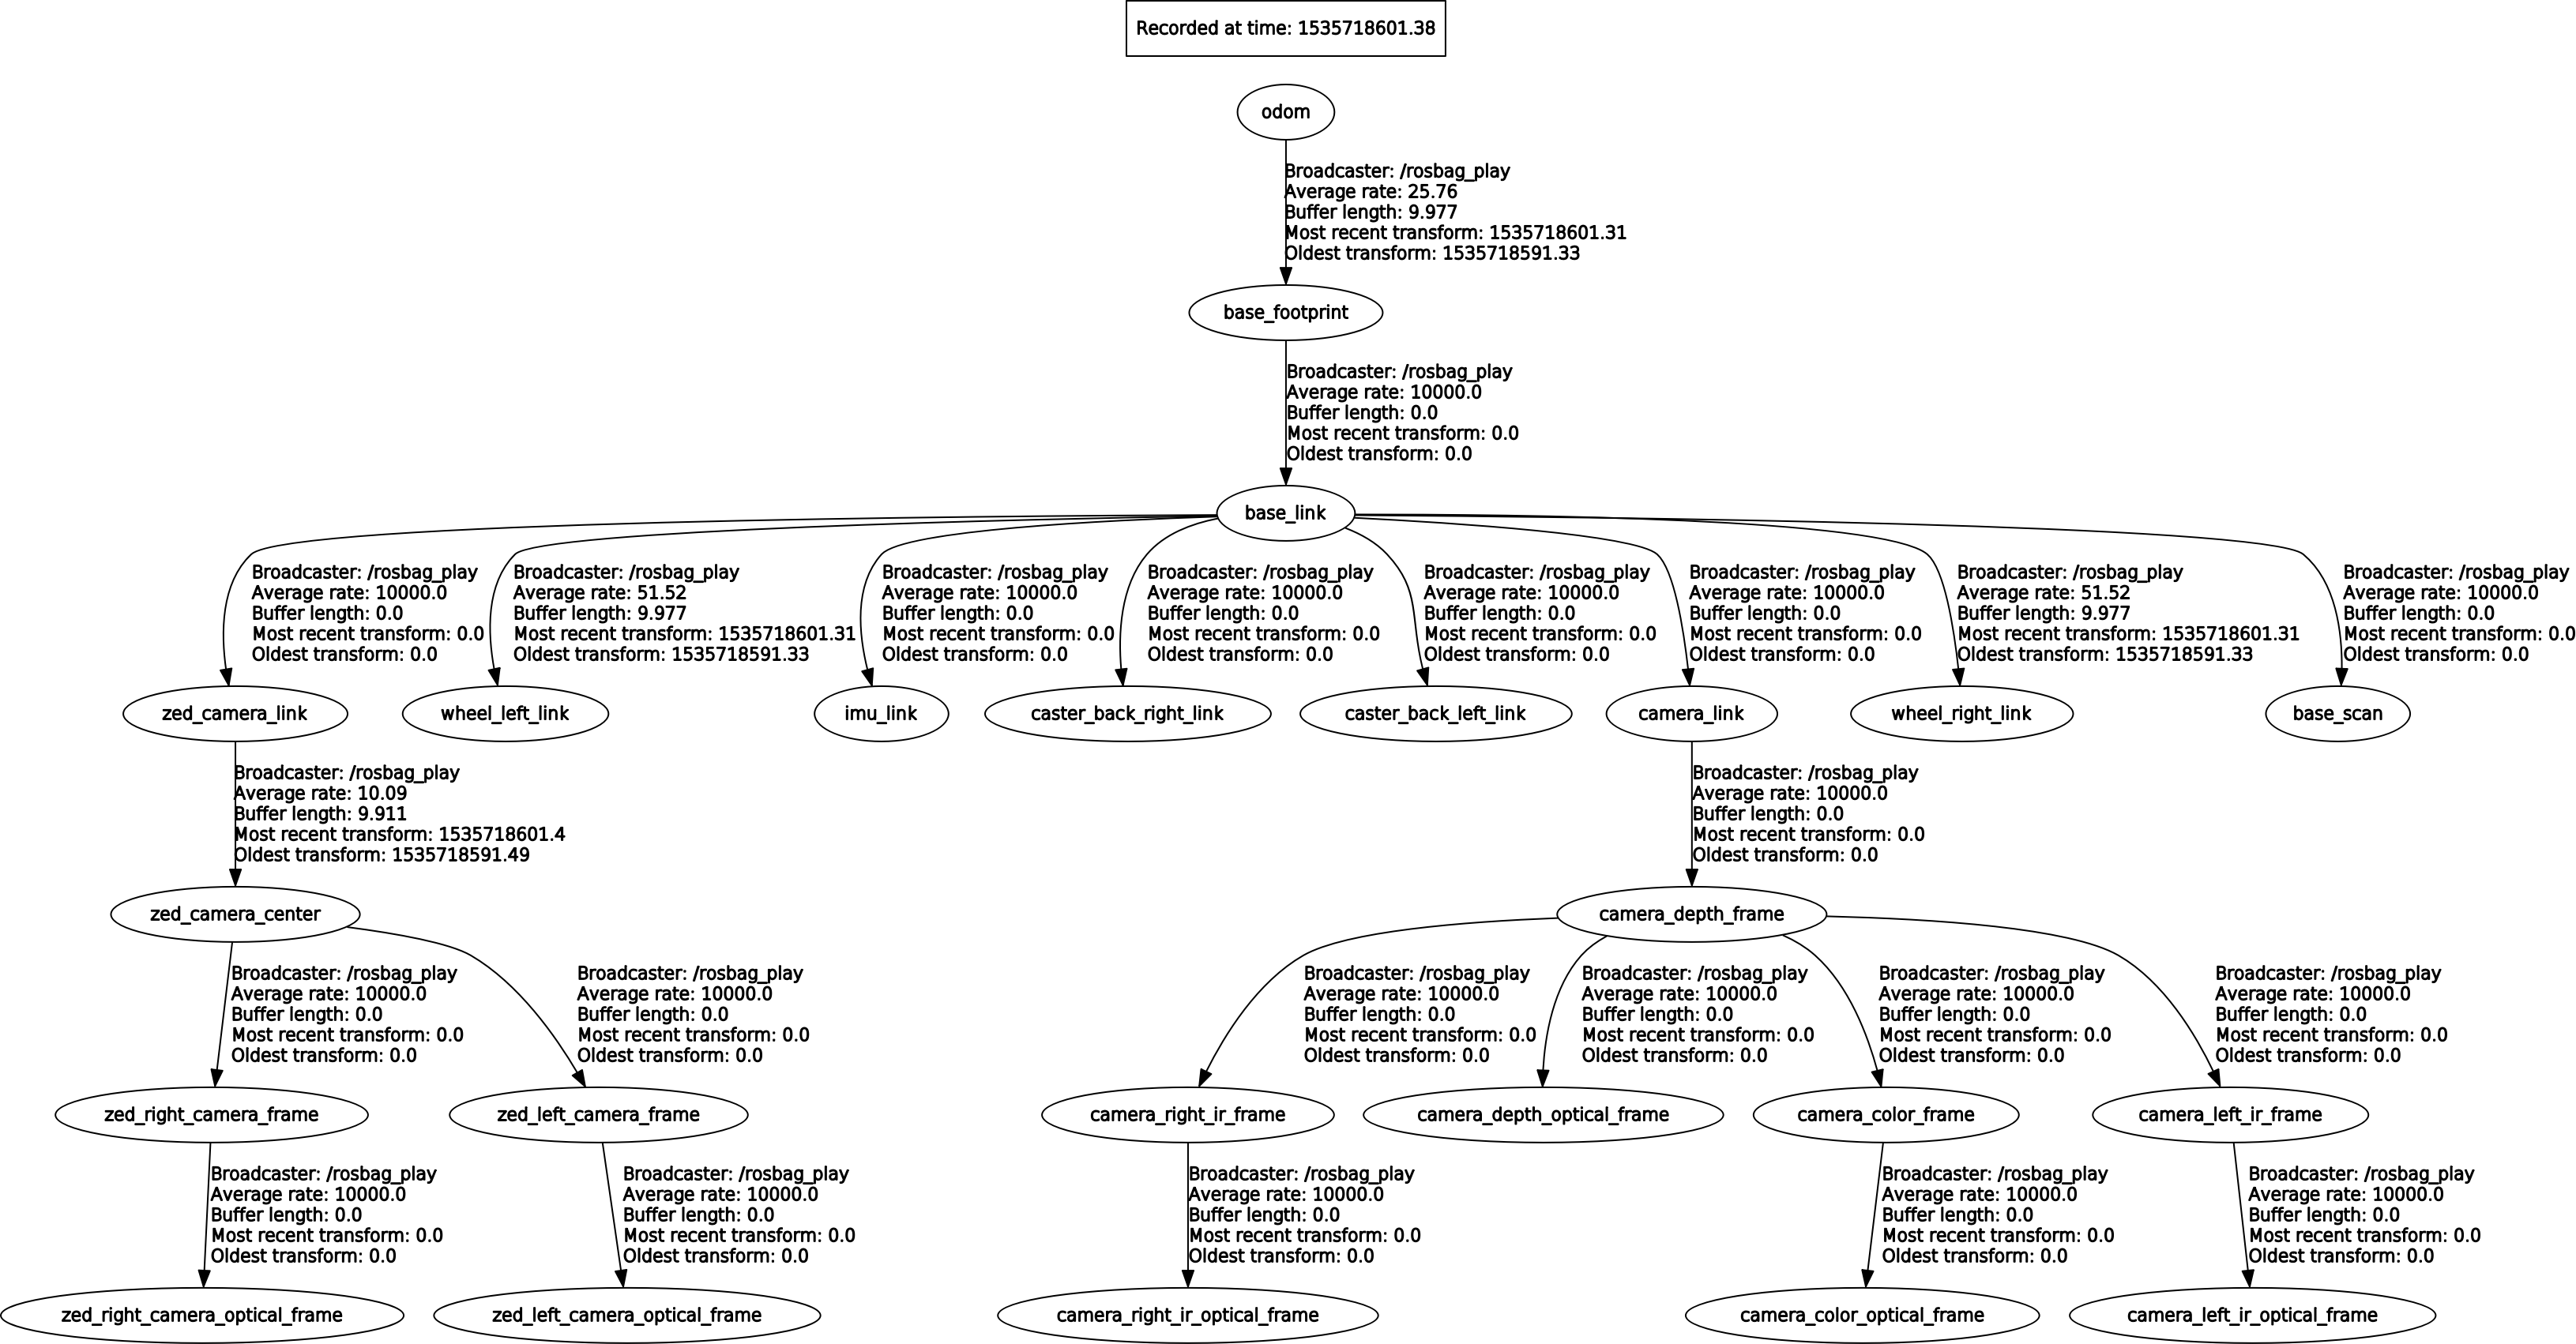 Recorded at time: 1535718601.38
odom
Broadcaster: /rosbag_play
Average rate: 25.76
Buffer length: 9.977
Most recent transform: 1535718601.31
Oldest transform: 1535718591.33
base_footprint
Broadcaster: /rosbag_play
Average rate: 10000.0
Buffer length: 0.0
Most recent transform: 0.0
Oldest transform: 0.0
base_link
Broadcaster: /rosbag_play
Average rate: 10000.0
Buffer length: 0.0
Most recent transform: 0.0
Oldest transform: 0.0
Broadcaster: /rosbag_play
Average rate: 51.52
Buffer length: 9.977
Most recent transform: 1535718601.31
Oldest transform: 1535718591.33
Broadcaster: /rosbag_play
Average rate: 10000.0
Buffer length: 0.0
Most recent transform: 0.0
Oldest transform: 0.0
Broadcaster: /rosbag_play
Average rate: 10000.0
Buffer length: 0.0
Most recent transform: 0.0
Oldest transform: 0.0
Broadcaster: /rosbag_play
Average rate: 10000.0
Buffer length: 0.0
Most recent transform: 0.0
Oldest transform: 0.0
Broadcaster: /rosbag_play
Average rate: 10000.0
Buffer length: 0.0
Most recent transform: 0.0
Oldest transform: 0.0
Broadcaster: /rosbag_play
Average rate: 51.52
Buffer length: 9.977
Most recent transform: 1535718601.31
Oldest transform: 1535718591.33
Broadcaster: /rosbag_play
Average rate: 10000.0
Buffer length: 0.0
Most recent transform: 0.0
Oldest transform: 0.0
zed_camera_link
wheel_left_link
imu_link
caster_back_right_link
caster_back_left_link
camera_link
wheel_right_link
base_scan
Broadcaster: /rosbag_play
Average rate: 10.09
Buffer length: 9.911
Most recent transform: 1535718601.4
Oldest transform: 1535718591.49
Broadcaster: /rosbag_play
Average rate: 10000.0
Buffer length: 0.0
Most recent transform: 0.0
Oldest transform: 0.0
zed_camera_center
camera_depth_frame
Broadcaster: /rosbag_play
Average rate: 10000.0
Buffer length: 0.0
Most recent transform: 0.0
Oldest transform: 0.0
Broadcaster: /rosbag_play
Average rate: 10000.0
Buffer length: 0.0
Most recent transform: 0.0
Oldest transform: 0.0
Broadcaster: /rosbag_play
Average rate: 10000.0
Buffer length: 0.0
Most recent transform: 0.0
Oldest transform: 0.0
Broadcaster: /rosbag_play
Average rate: 10000.0
Buffer length: 0.0
Most recent transform: 0.0
Oldest transform: 0.0
Broadcaster: /rosbag_play
Average rate: 10000.0
Buffer length: 0.0
Most recent transform: 0.0
Oldest transform: 0.0
Broadcaster: /rosbag_play
Average rate: 10000.0
Buffer length: 0.0
Most recent transform: 0.0
Oldest transform: 0.0
zed_right_camera_frame
zed_left_camera_frame
camera_right_ir_frame
camera_depth_optical_frame
camera_color_frame
camera_left_ir_frame
Broadcaster: /rosbag_play
Average rate: 10000.0
Buffer length: 0.0
Most recent transform: 0.0
Oldest transform: 0.0
Broadcaster: /rosbag_play
Average rate: 10000.0
Buffer length: 0.0
Most recent transform: 0.0
Oldest transform: 0.0
Broadcaster: /rosbag_play
Average rate: 10000.0
Buffer length: 0.0
Most recent transform: 0.0
Oldest transform: 0.0
Broadcaster: /rosbag_play
Average rate: 10000.0
Buffer length: 0.0
Most recent transform: 0.0
Oldest transform: 0.0
Broadcaster: /rosbag_play
Average rate: 10000.0
Buffer length: 0.0
Most recent transform: 0.0
Oldest transform: 0.0
zed_right_camera_optical_frame
zed_left_camera_optical_frame
camera_right_ir_optical_frame
camera_color_optical_frame
camera_left_ir_optical_frame